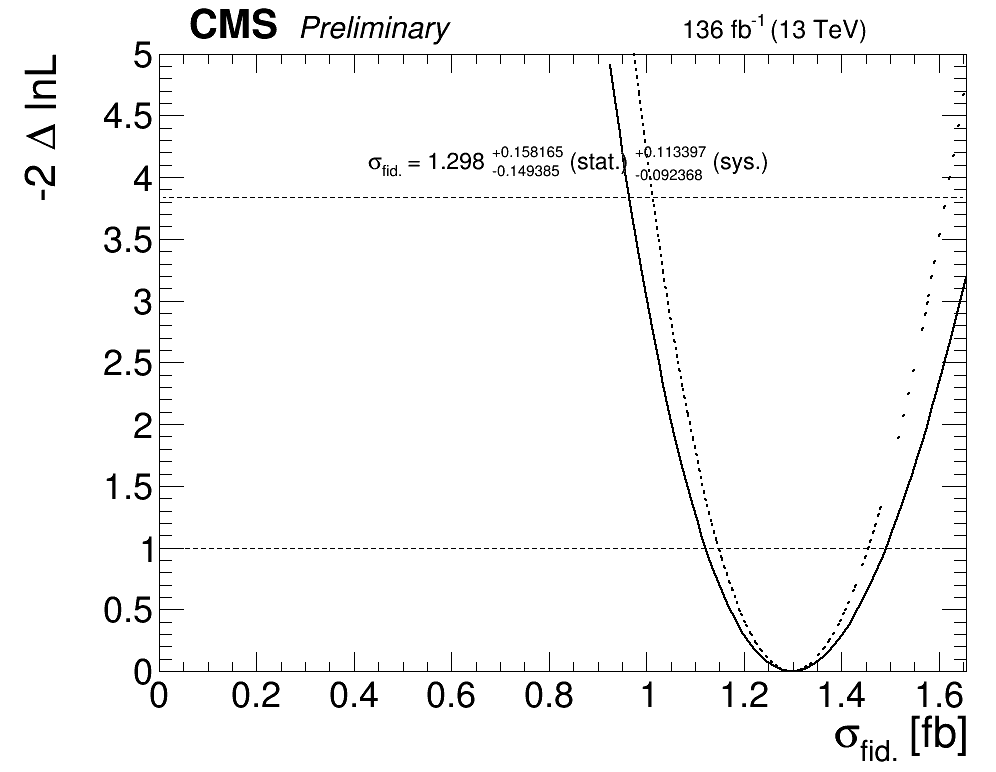 CMS Preliminary 136 fb-1 (13 TeV)
-2 Δ lnL
5
4.5
σfid. = 1.298 +0.158165 -0.149385 (stat.) +0.113397 -0.092368 (sys.)
4
3.5
3
2.5
2
1.5
1
0.5
0
0 0.2 0.4 0.6 0.8 1 1.2 1.4 1.6
σfid. [fb]